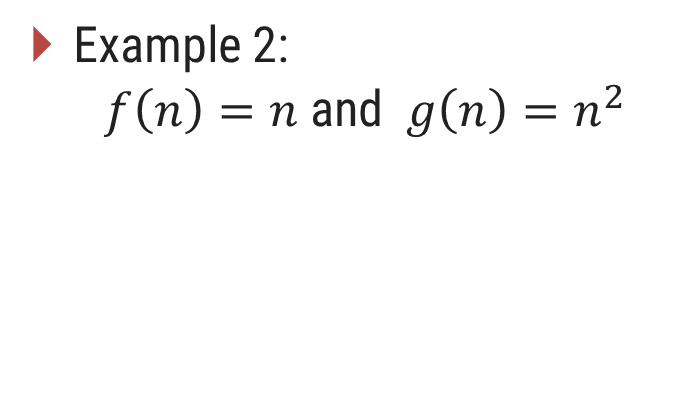 Example 2:
f(n) = n and g(n) = n²